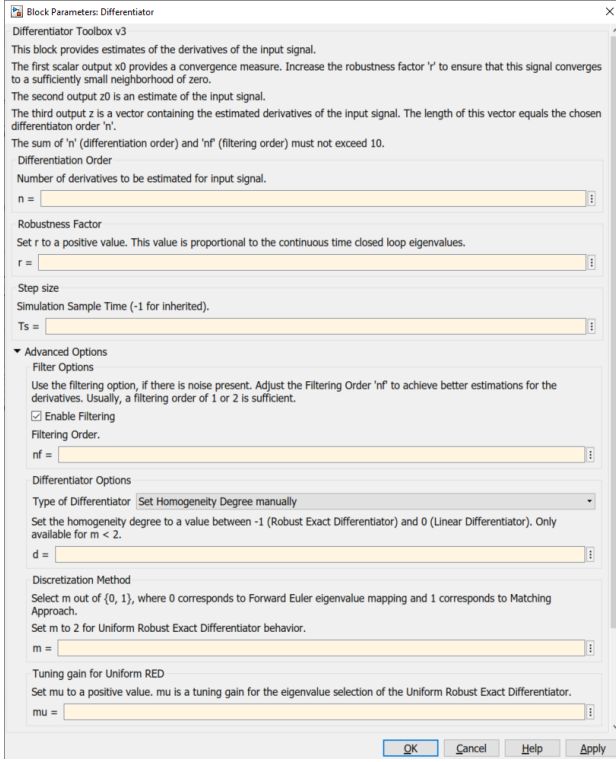 Block Parameters: Differentiator
Differentiator Toolbox v3
This block provides estimates of the derivatives of the input signal.
The first scalar output x0 provides a convergence measure. Increase the robustness factor 'r' to ensure that this signal converges
to a sufficiently small neighborhood of zero.
The second output z0 is an estimate of the input signal.
The third output z is a vector containing the estimated derivatives of the input signal. The length of this vector equals the chosen
differentiaton order 'n'.
The sum of 'n' (differentiation order) and 'nf' (filtering order) must not exceed 10.
Differentiation Order
Number of derivatives to be estimated for input signal.
n =
Robustness Factor
Set r to a positive value. This value is proportional to the continuous time closed loop eigenvalues.
r =
Step size
Simulation Sample Time (-1 for inherited).
Ts =
Advanced Options
Filter Options
Use the filtering option, if there is noise present. Adjust the Filtering Order 'nf' to achieve better estimations for the
derivatives. Usually, a filtering order of 1 or 2 is sufficient.
Enable Filtering
Filtering Order.
nf =
Differentiator Options
Type of Differentiator Set Homogeneity Degree manually
Set the homogeneity degree to a value between -1 (Robust Exact Differentiator) and 0 (Linear Differentiator). Only
available for m < 2.
d =
Discretization Method
Select m out of {0, 1}, where 0 corresponds to Forward Euler eigenvalue mapping and 1 corresponds to Matching
Approach.
Set m to 2 for Uniform Robust Exact Differentiator behavior.
m =
Tuning gain for Uniform RED
Set mu to a positive value. mu is a tuning gain for the eigenvalue selection of the Uniform Robust Exact Differentiator.
mu =
OK Cancel Help Apply